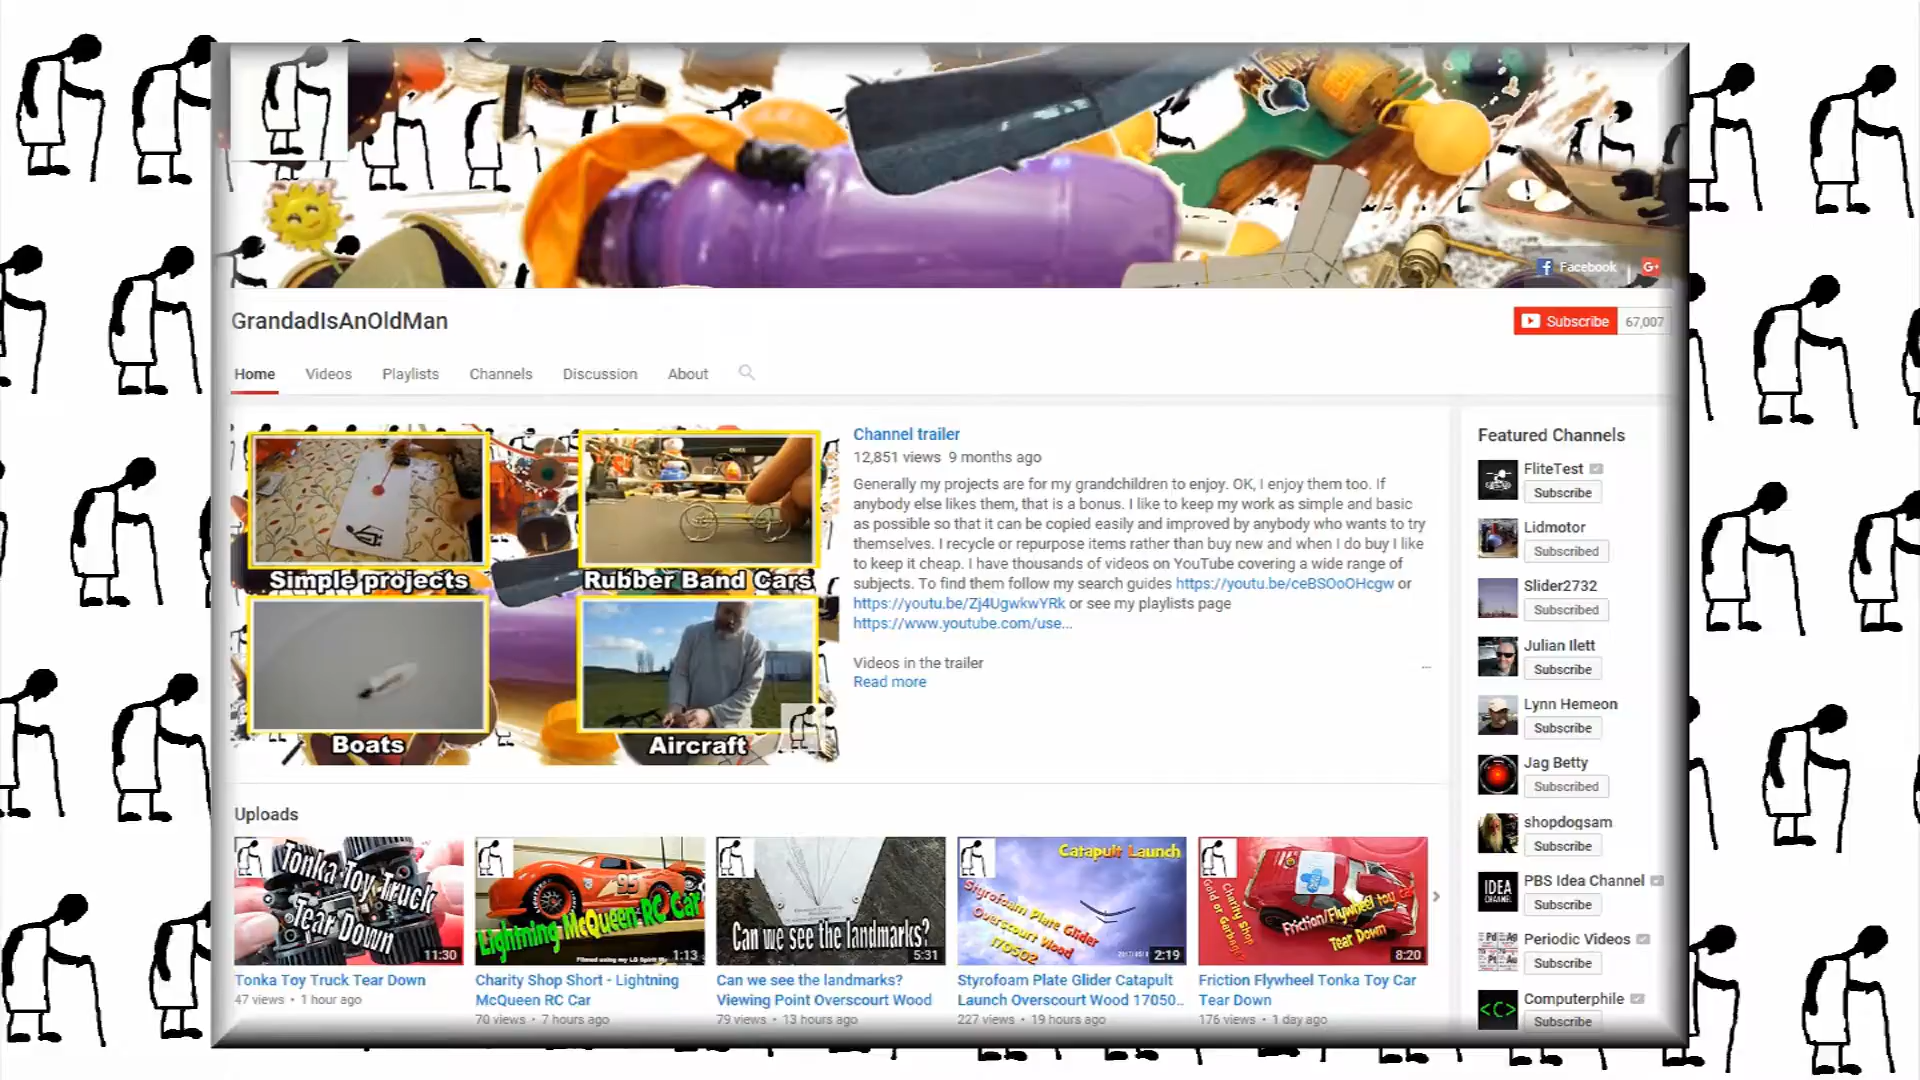 Facebook
GrandadIsAnOldMan
Subscribe 67,007
Home Videos Playlists Channels Discussion About
Simple projects
Rubber Band Cars
Boats
Aircraft
Channel trailer
12,851 views 9 months ago
Generally my projects are for my grandchildren to enjoy. OK, I enjoy them too. If
anybody else likes them, that is a bonus. I like to keep my work as simple and basic
as possible so that it can be copied easily and improved by anybody who wants to try
themselves. I recycle or repurpose items rather than buy new and when I do buy I like
to keep it cheap. I have thousands of videos on YouTube covering a wide range of
subjects. To find them follow my search guides https://youtu.be/ceBSOoOHcgw or
https://youtu.be/Zj4UgwkwYRk or see my playlists page
https://www.youtube.com/use...
Videos in the trailer
...
Read more
Featured Channels
FliteTest
Subscribe
Lidmotor
Subscribed
Slider2732
Subscribed
Julian Ilett
Subscribe
Lynn Hemeon
Subscribe
Jag Betty
Subscribed
shopdogsam
Subscribe
IDEA
CHANNEL
PBS Idea Channel
Subscribe
Periodic Videos
Subscribe
<C>
Computerphile
Subscribe
Uploads
Tonka Toy Truck
Tear Down
11:30
Tonka Toy Truck Tear Down
47 views • 1 hour ago
95
Lightning McQueen RC Car
1:13
Charity Shop Short - Lightning
McQueen RC Car
70 views • 7 hours ago
Can we see the landmarks?
5:31
Can we see the landmarks?
Viewing Point Overscourt Wood
79 views • 13 hours ago
Catapult Launch
Styrofoam Plate Glider
Overscourt Wood
170502
2:19
Styrofoam Plate Glider Catapult
Launch Overscourt Wood 17050...
227 views • 19 hours ago
Charity Shop
Gold or Garbage
Friction/Flywheel toy Car
Tear Down
8:20
Friction Flywheel Tonka Toy Car
Tear Down
176 views • 1 day ago